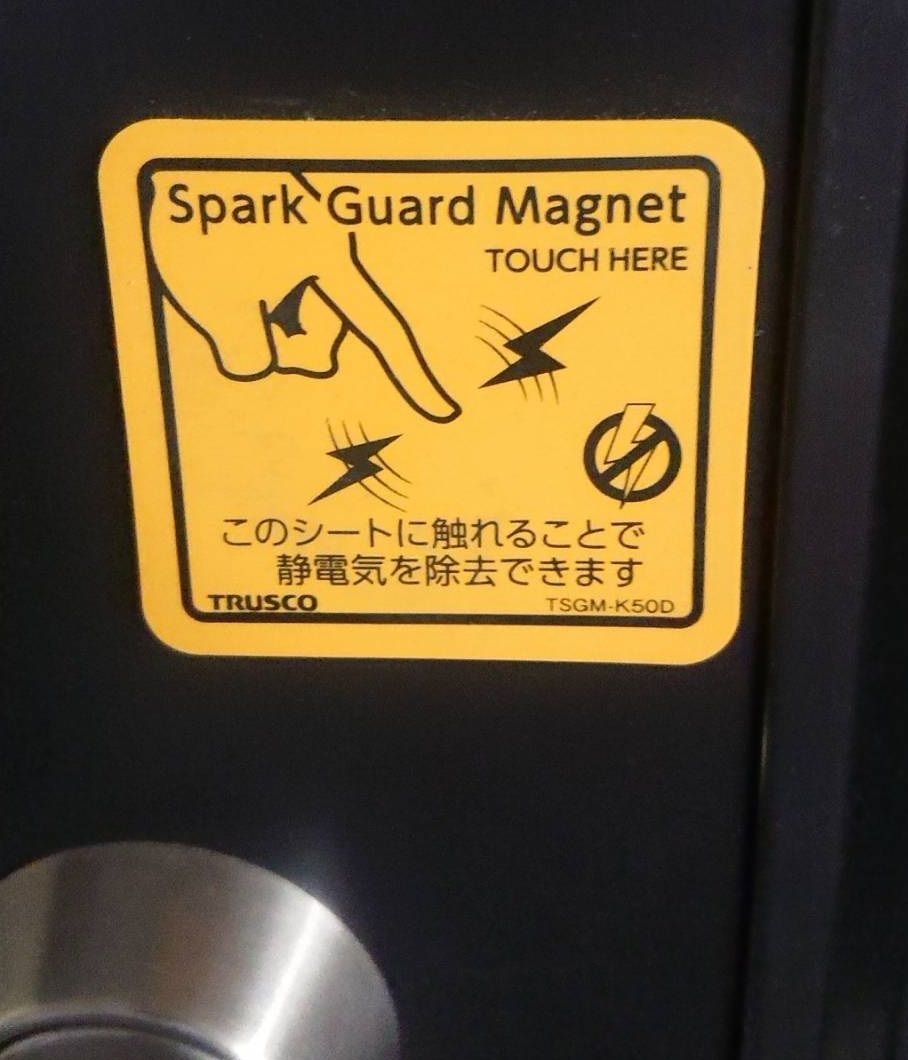 Spark Guard Magnet
TOUCH HERE
このシートに触れることで
静電気を除去できます
TRUSCO TSGM-K50D